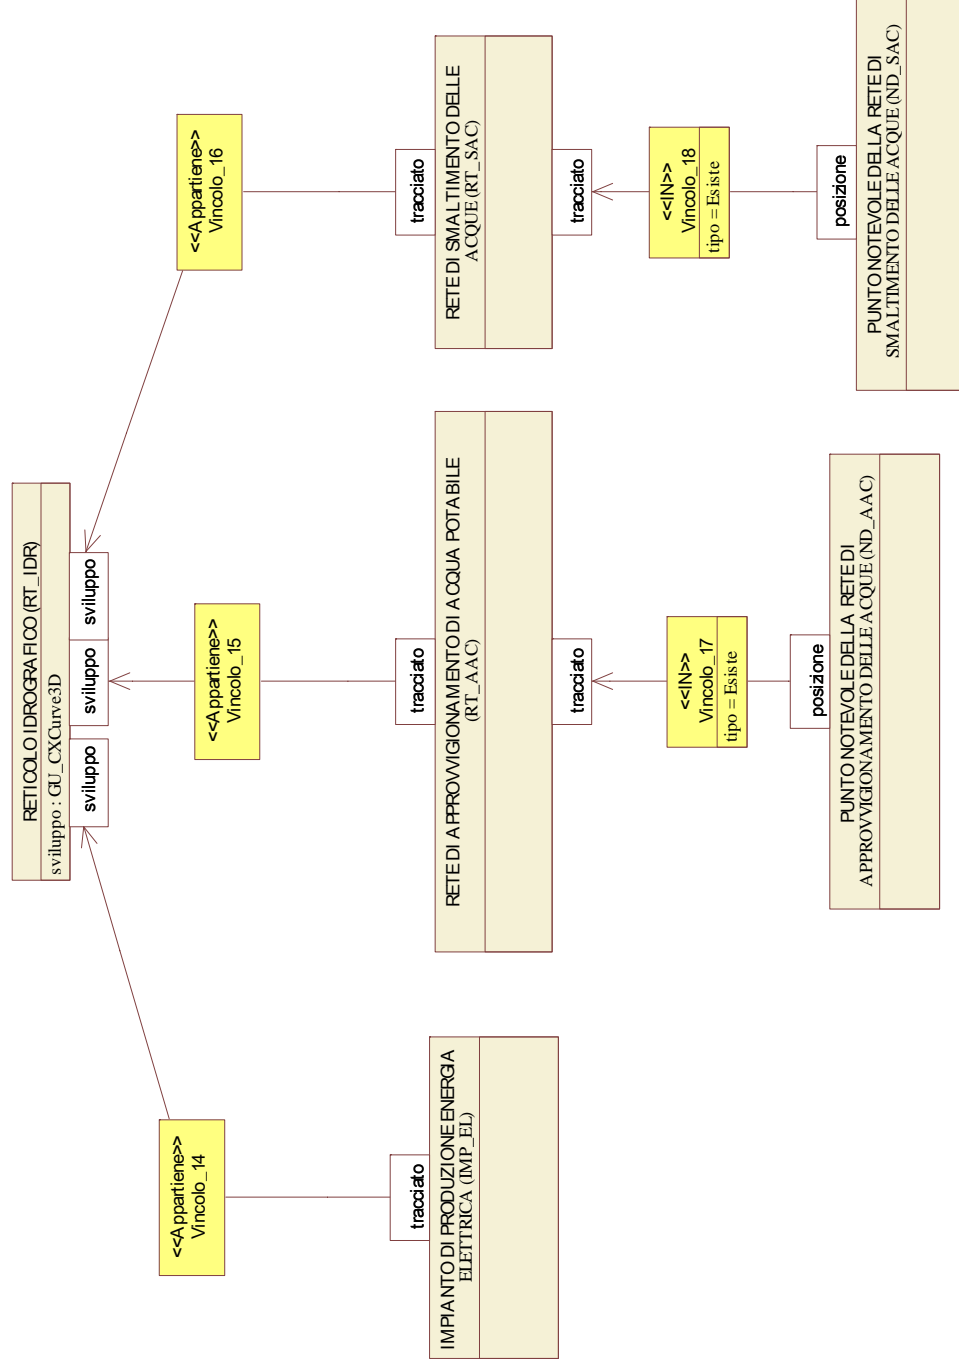 RETICOLO IDROGRAFICO (RT_IDR)
sviluppo : GU_CXCurve3D
sviluppo
sviluppo
sviluppo
<<Appartiene>>
Vincolo_14
<<Appartiene>>
Vincolo_15
<<Appartiene>>
Vincolo_16
tracciato
IMPIANTO DI PRODUZIONE ENERGIA
ELETTRICA (IMP_EL)
tracciato
RETE DI APPROVVIGIONAMENTO DI ACQUA POTABILE
(RT_AAC)
tracciato
tracciato
RETE DI SMALTIMENTO DELLE
ACQUE (RT_SAC)
tracciato
<<IN>>
Vincolo_17
tipo = Esiste
<<IN>>
Vincolo_18
tipo = Esiste
posizione
PUNTO NOTEVOLE DELLA RETE DI
APPROVVIGIONAMENTO DELLE ACQUE (ND_AAC)
posizione
PUNTO NOTEVOLE DELLA RETE DI
SMALTIMENTO DELLE ACQUE (ND_SAC)